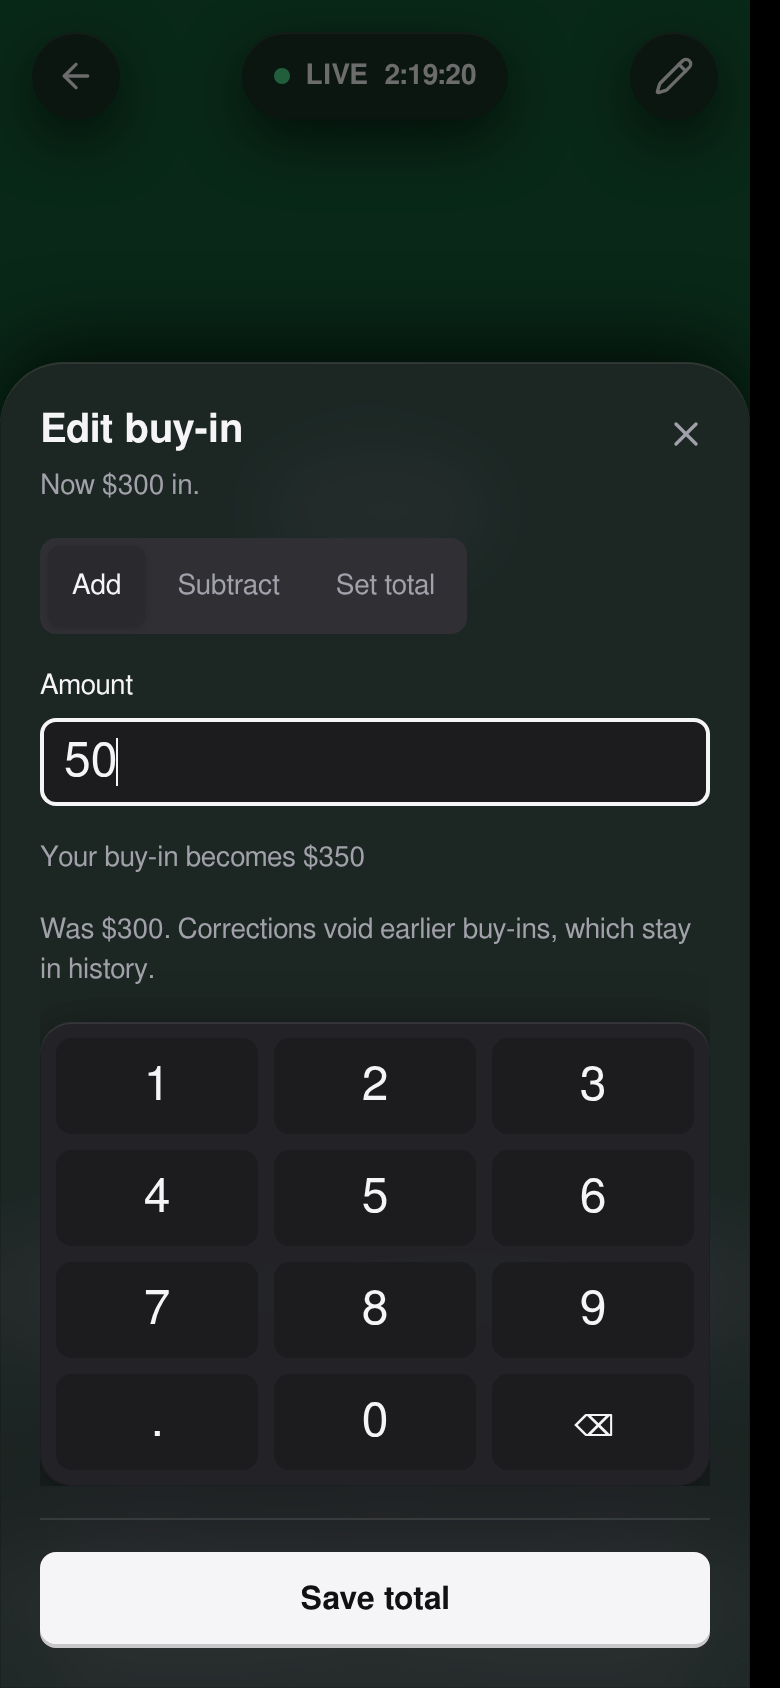 LIVE 2:19:20
Edit buy-in
Now $300 in.
Add Subtract Set total
Amount
50
Your buy-in becomes $350
Was $300. Corrections void earlier buy-ins, which stay
in history.
1 2 3
4 5 6
7 8 9
. 0 ⌫
Save total